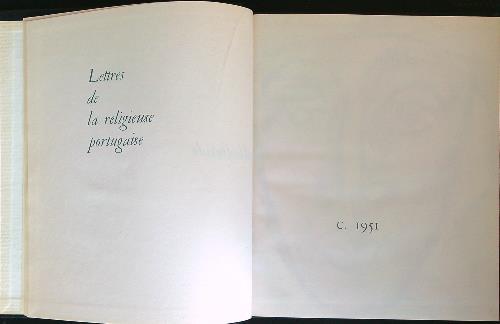 Lettres
de
la religieuse
portugaise
C. 1951